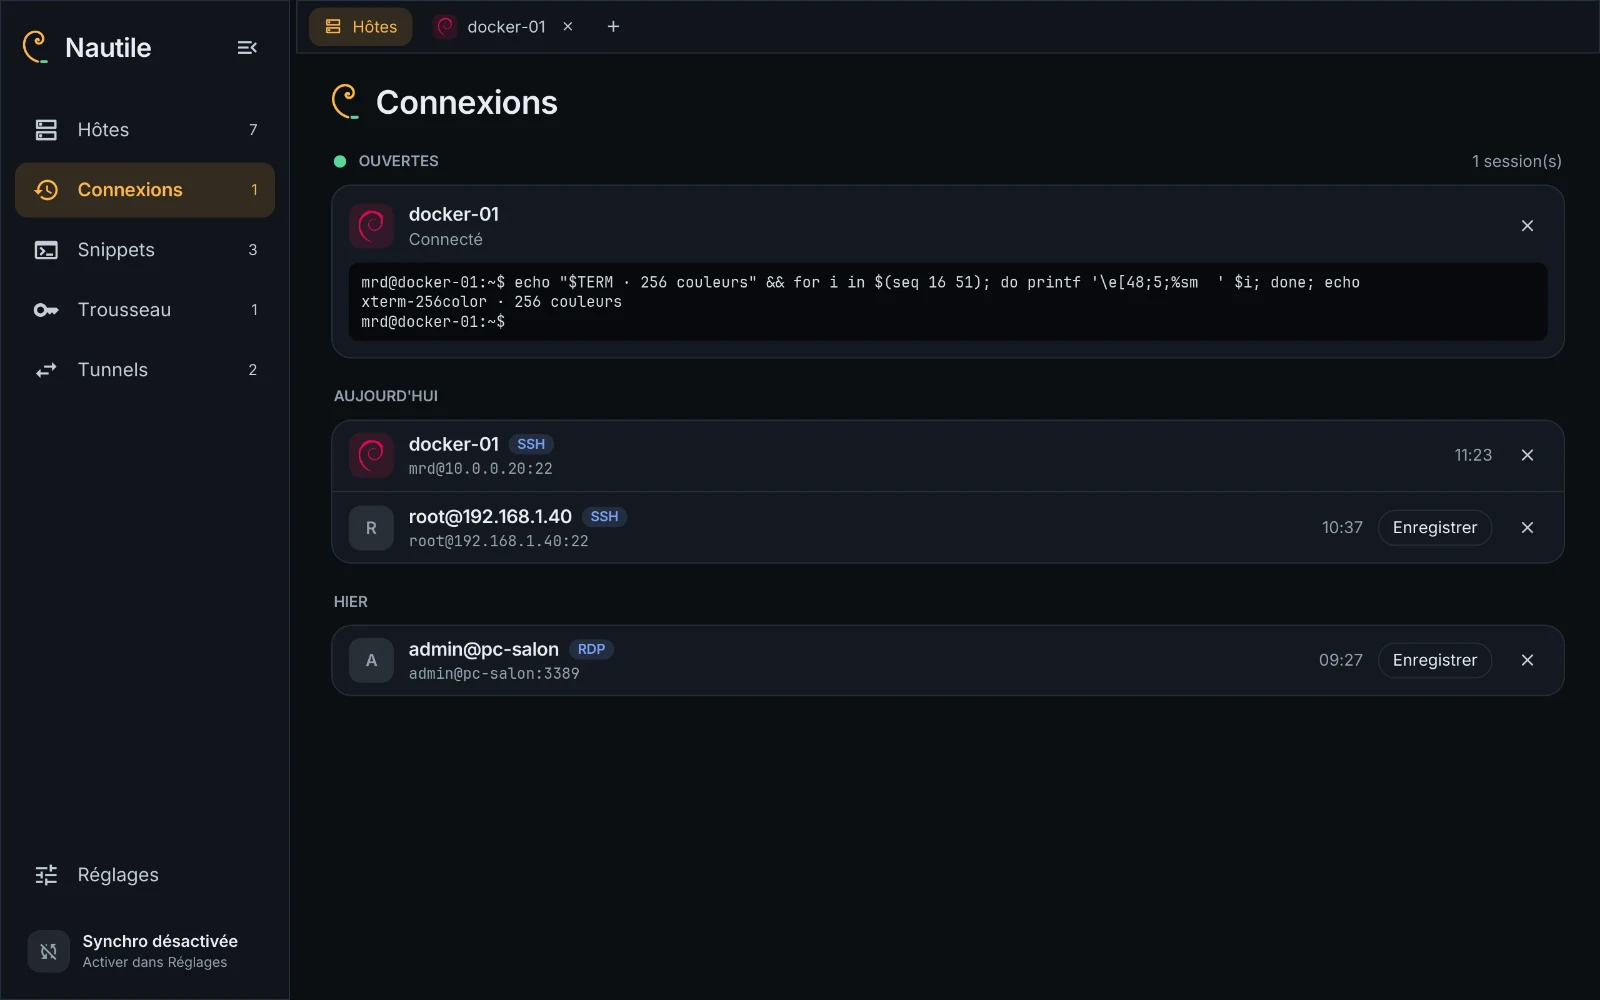 Nautile
Hôtes 7
Connexions 1
Snippets 3
Trousseau 1
Tunnels 2
Réglages
Synchro désactivée
Activer dans Réglages
Hôtes docker-01 × +
Connexions
OUVERTES 1 session(s)
docker-01
Connecté
mrd@docker-01:~$ echo "$TERM · 256 couleurs" && for i in $(seq 16 51); do printf '\e[48;5;%sm  ' $i; done; echo
xterm-256color · 256 couleurs
mrd@docker-01:~$
AUJOURD'HUI
docker-01 SSH
mrd@10.0.0.20:22
11:23
R
root@192.168.1.40 SSH
root@192.168.1.40:22
10:37 Enregistrer
HIER
A
admin@pc-salon RDP
admin@pc-salon:3389
09:27 Enregistrer